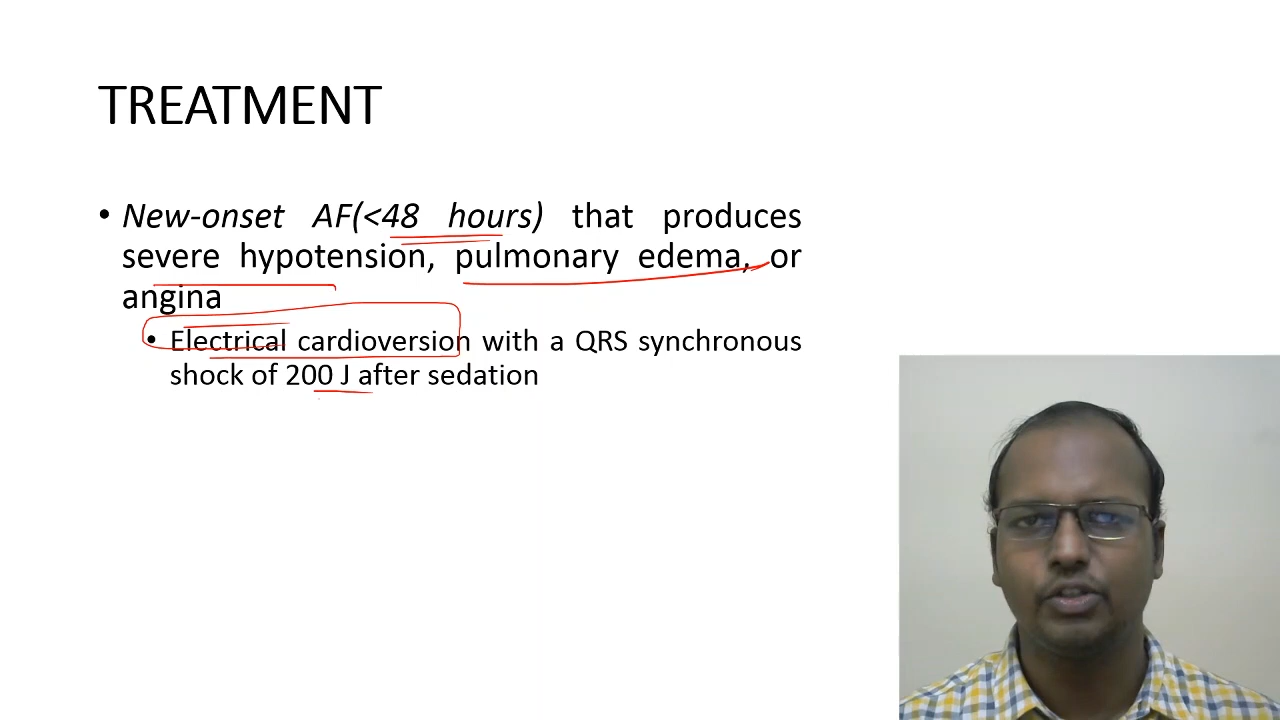 TREATMENT
• New-onset AF(<48 hours) that produces
severe hypotension, pulmonary edema, or
angina
• Electrical cardioversion with a QRS synchronous
shock of 200 J after sedation